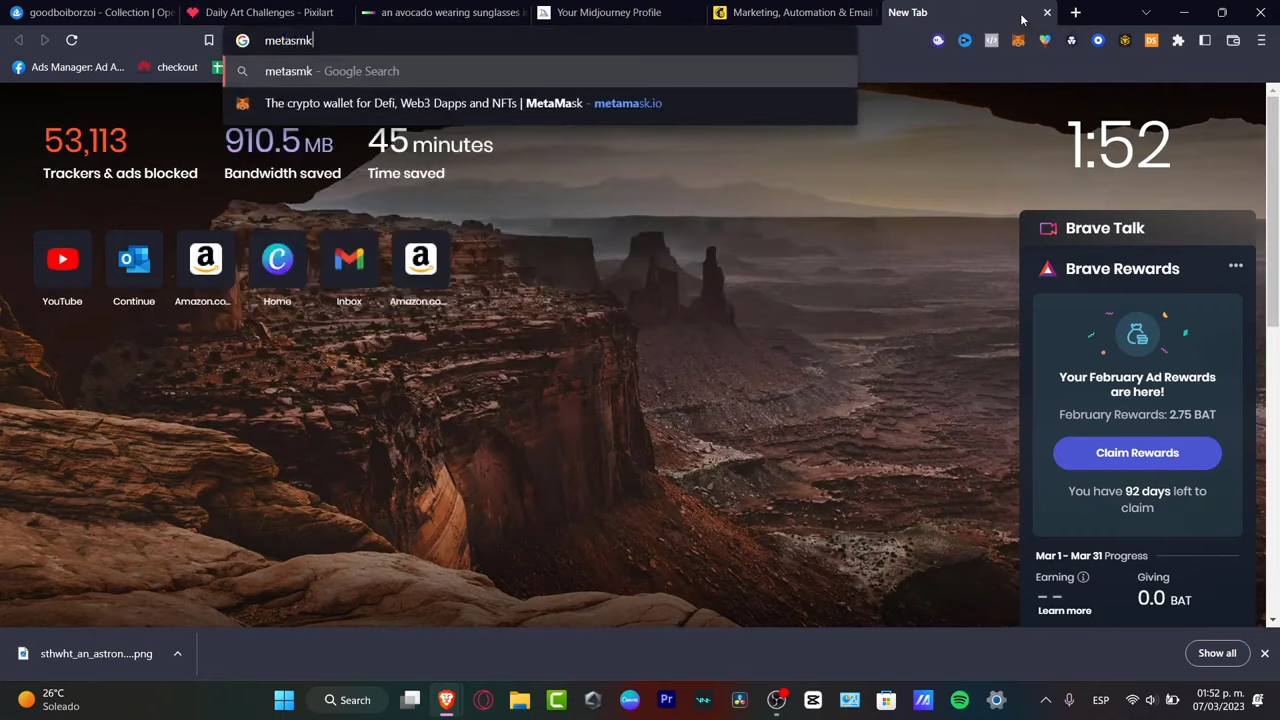 goodboiborzoi - Collection | Ope
Daily Art Challenges - Pixilart
an avocado wearing sunglasses i
Your Midjourney Profile
Marketing, Automation & Email
New Tab
metasmk
Ads Manager: Ad A...
checkout
metasmk - Google Search
The crypto wallet for Defi, Web3 Dapps and NFTs | MetaMask - metamask.io
53,113
Trackers & ads blocked
910.5 MB
Bandwidth saved
45 minutes
Time saved
1:52
YouTube
Continue
Amazon.co...
Home
Inbox
Amazon.co...
Brave Talk
Brave Rewards
Your February Ad Rewards
are here!
February Rewards: 2.75 BAT
Claim Rewards
You have 92 days left to
claim
Mar 1 - Mar 31 Progress
Earning
Giving
– –
0.0 BAT
Learn more
sthwht_an_astron....png
Show all
26°C
Soleado
Search
ESP
01:52 p. m.
07/03/2023